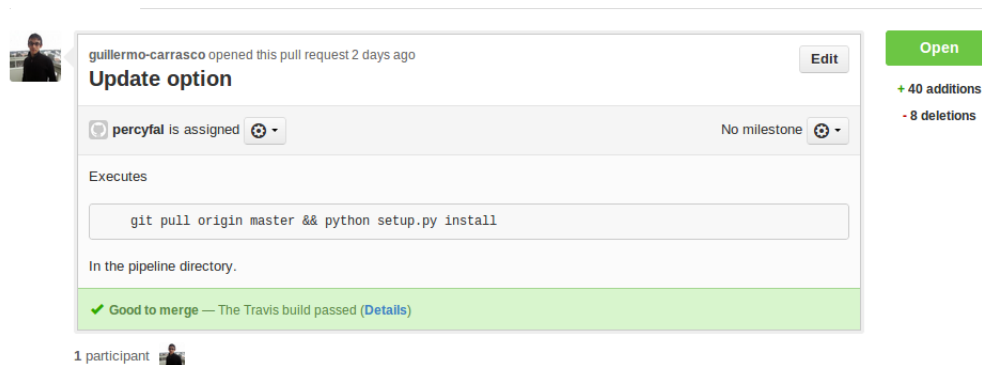 guillermo-carrasco opened this pull request 2 days ago
Update option
Edit
Open
+ 40 additions
- 8 deletions
percyfal is assigned
No milestone
Executes
git pull origin master && python setup.py install
In the pipeline directory.
Good to merge — The Travis build passed (Details)
1 participant